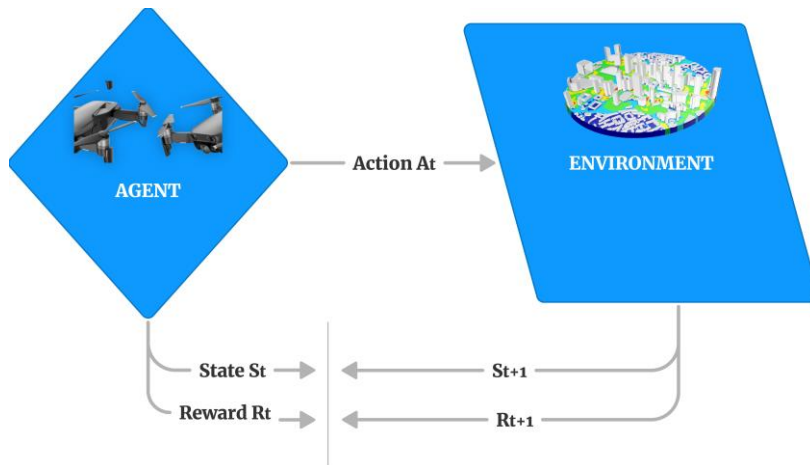 AGENT
Action At
ENVIRONMENT
State St
St+1
Reward Rt
Rt+1